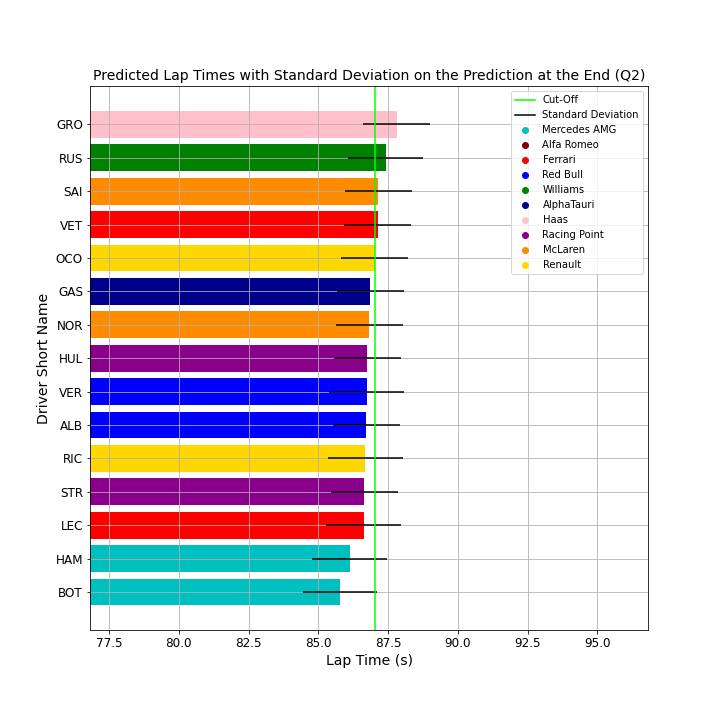 Predicted Lap Times with Standard Deviation on the Prediction at the End (Q2)
Cut-Off
Standard Deviation
Mercedes AMG
Alfa Romeo
Ferrari
Red Bull
Williams
AlphaTauri
Haas
Racing Point
McLaren
Renault
Driver Short Name
GRO
RUS
SAI
VET
OCO
GAS
NOR
HUL
VER
ALB
RIC
STR
LEC
HAM
BOT
77.5 80.0 82.5 85.0 87.5 90.0 92.5 95.0
Lap Time (s)